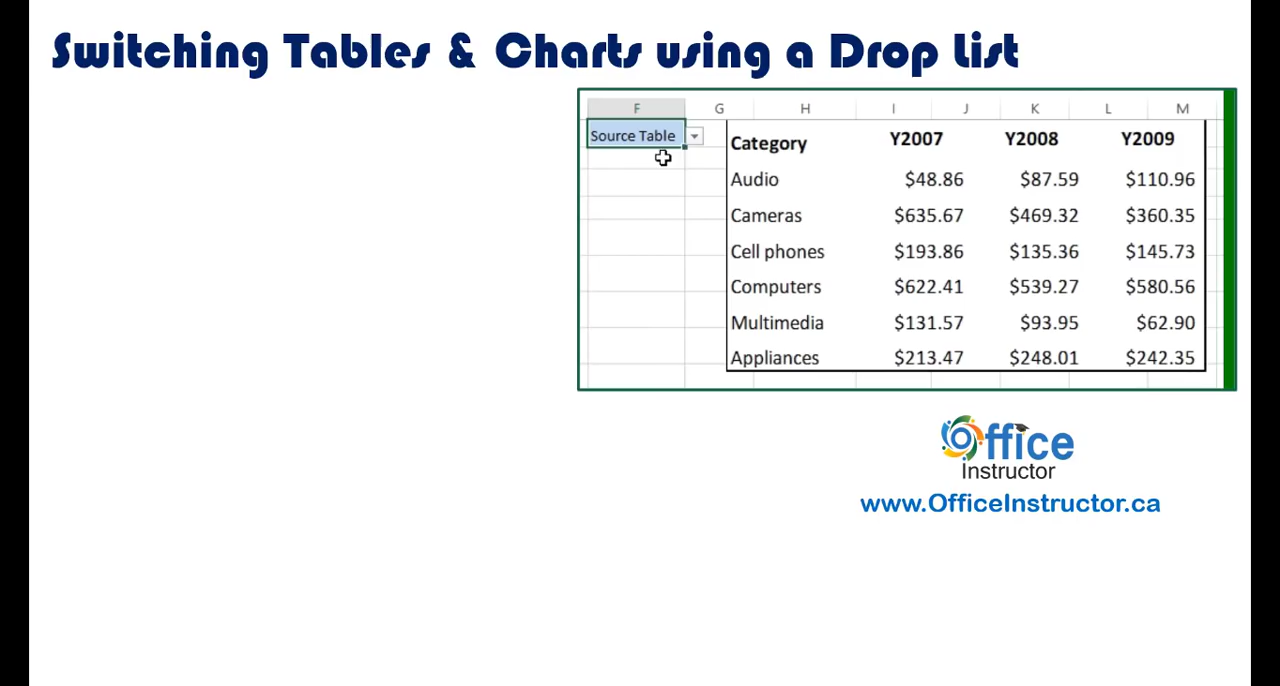 Switching Tables & Charts using a Drop List
F G H I J K L M
Source Table
Category Y2007 Y2008 Y2009
Audio $48.86 $87.59 $110.96
Cameras $635.67 $469.32 $360.35
Cell phones $193.86 $135.36 $145.73
Computers $622.41 $539.27 $580.56
Multimedia $131.57 $93.95 $62.90
Appliances $213.47 $248.01 $242.35
Office
Instructor
www.OfficeInstructor.ca